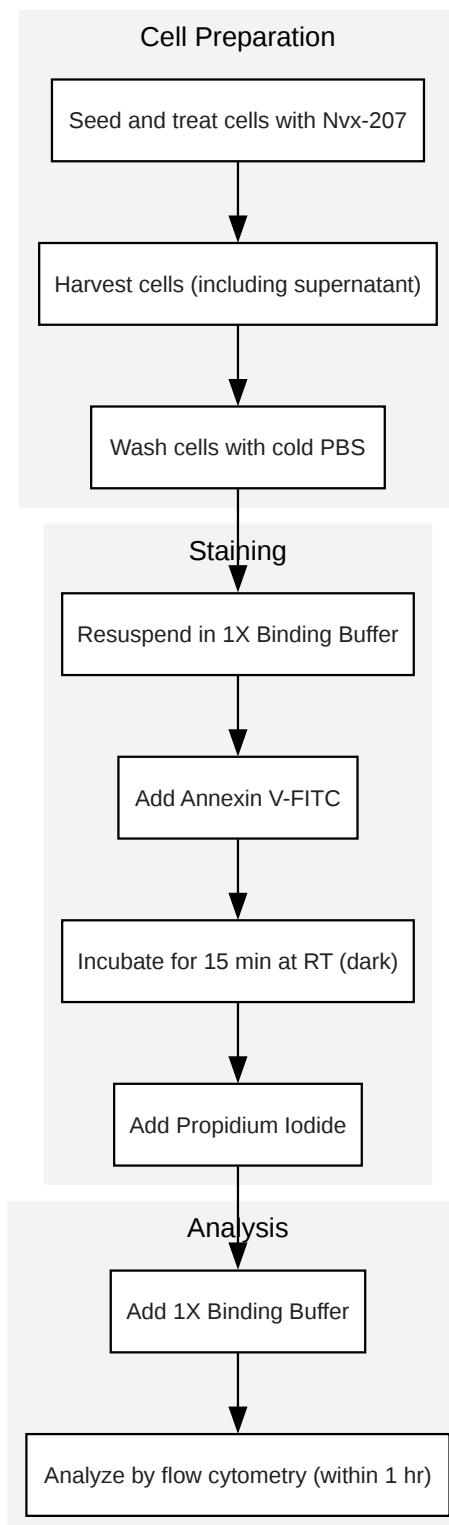 Cell Preparation
Seed and treat cells with Nvx-207
Harvest cells (including supernatant)
Wash cells with cold PBS
Staining
Resuspend in 1X Binding Buffer
Add Annexin V-FITC
Incubate for 15 min at RT (dark)
Add Propidium Iodide
Analysis
Add 1X Binding Buffer
Analyze by flow cytometry (within 1 hr)